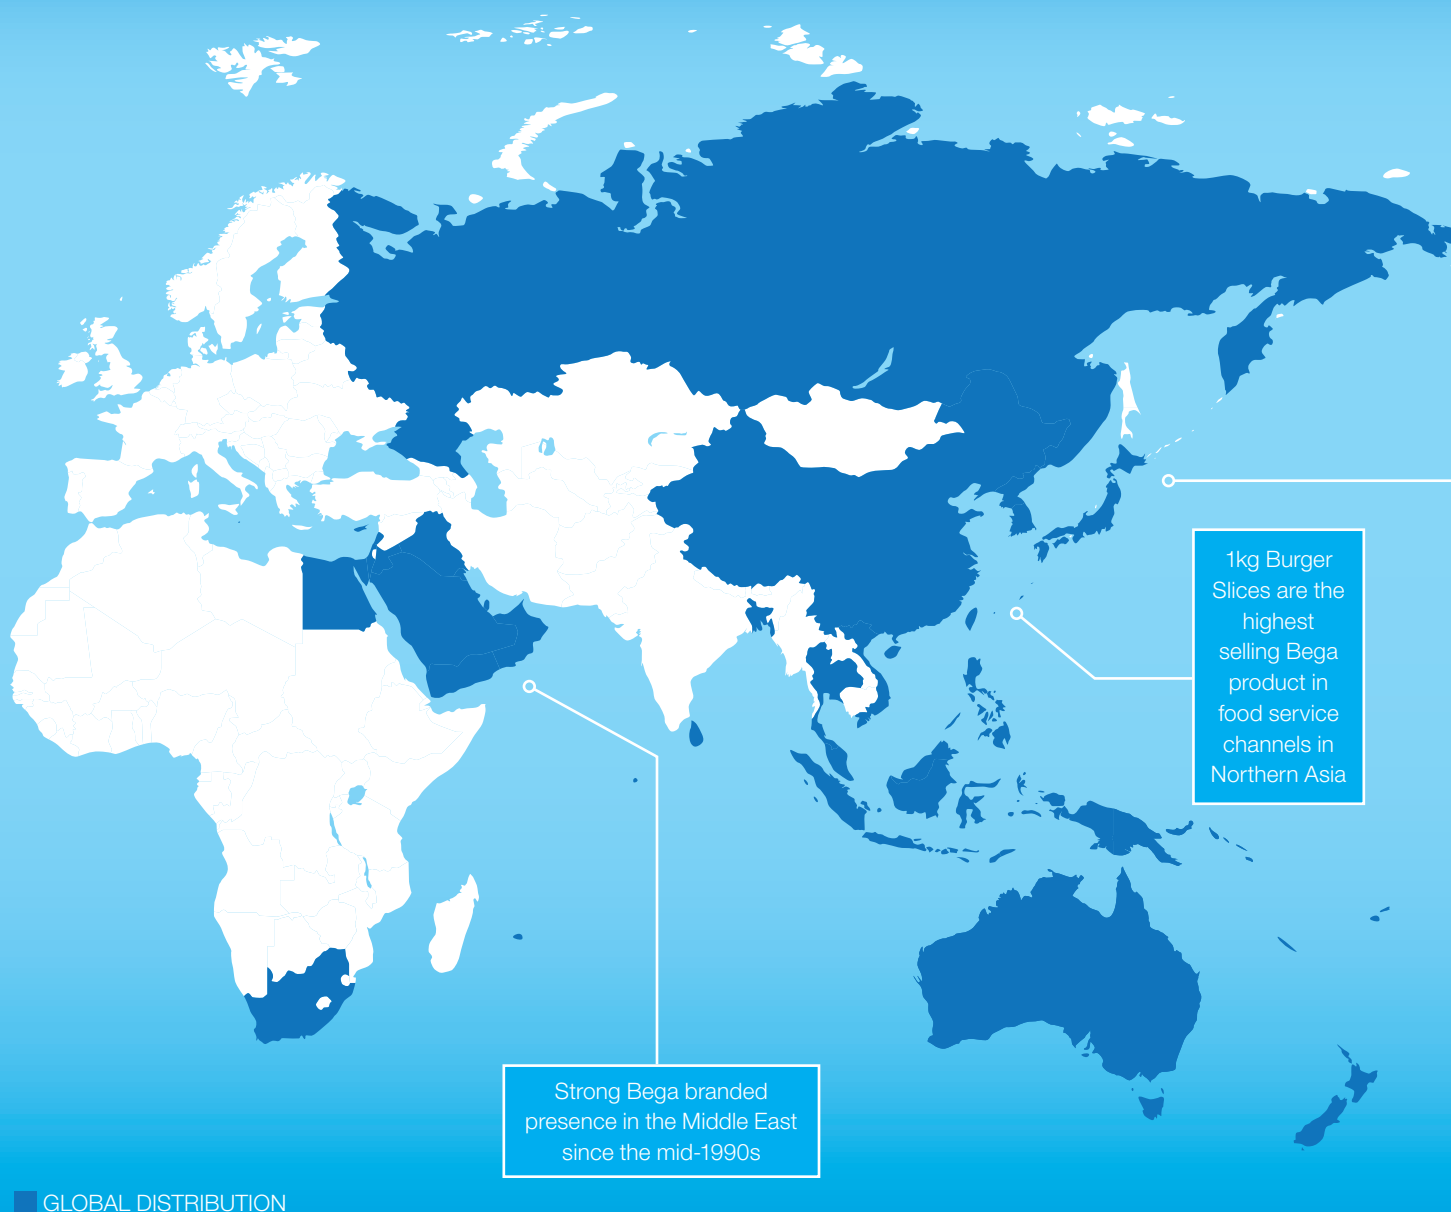 1kg Burger
Slices are the
highest
selling Bega
product in
food service
channels in
Northern Asia
Strong Bega branded
presence in the Middle East
since the mid-1990s
GLOBAL DISTRIBUTION